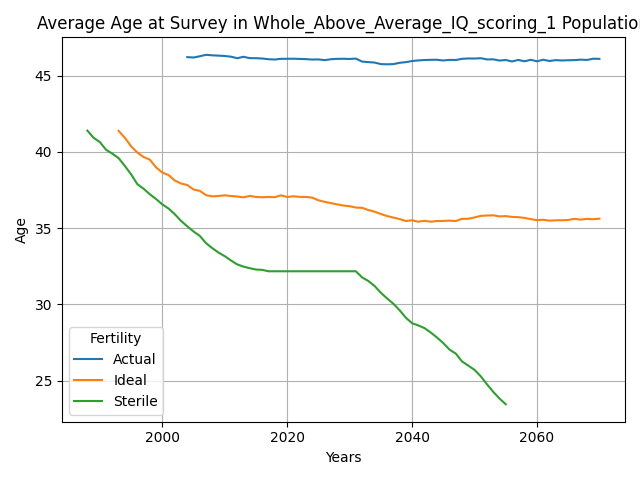 Average Age at Survey in Whole_Above_Average_IQ_scoring_1 Population
Age
45
40
35
30
25
Fertility
Actual
Ideal
Sterile
2000 2020 2040 2060
Years